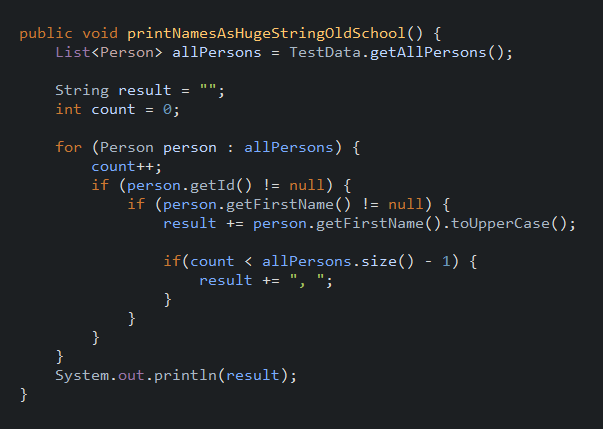 public void printNamesAsHugeStringOldSchool() {
    List<Person> allPersons = TestData.getAllPersons();

    String result = "";
    int count = 0;

    for (Person person : allPersons) {
        count++;
        if (person.getId() != null) {
            if (person.getFirstName() != null) {
                result += person.getFirstName().toUpperCase();

                if(count < allPersons.size() - 1) {
                    result += ", ";
                }
            }
        }
    }
    System.out.println(result);
}